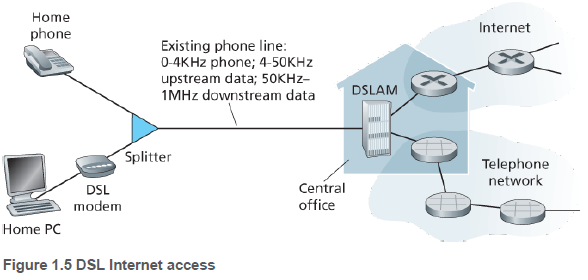 Home
phone
Existing phone line:
0-4KHz phone; 4-50KHz
upstream data; 50KHz–
1MHz downstream data
Internet
DSLAM
Splitter
DSL
modem
Home PC
Central
office
Telephone
network
Figure 1.5 DSL Internet access